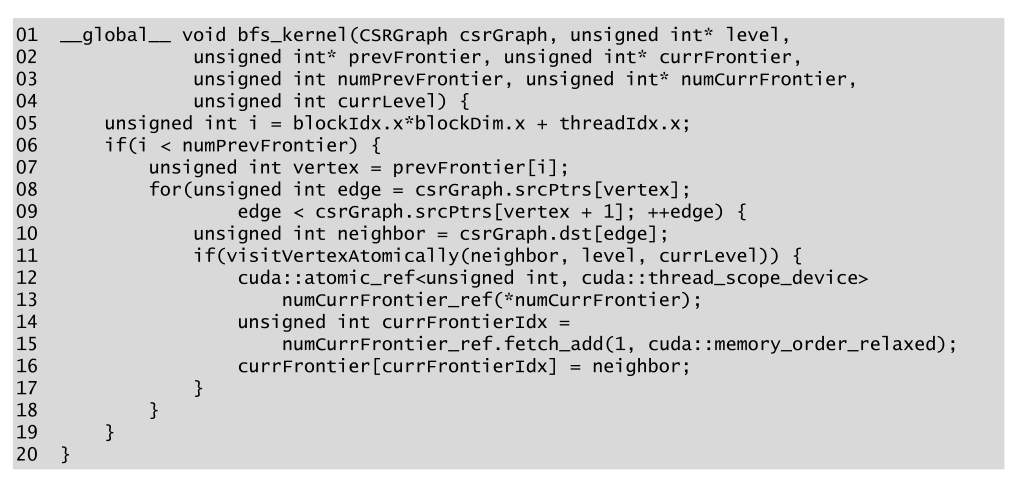 01 __global__ void bfs_kernel(CSRGraph csrGraph, unsigned int* level,
02 unsigned int* prevFrontier, unsigned int* currFrontier,
03 unsigned int numPrevFrontier, unsigned int* numCurrFrontier,
04 unsigned int currLevel) {
05 unsigned int i = blockIdx.x*blockDim.x + threadIdx.x;
06 if(i < numPrevFrontier) {
07 unsigned int vertex = prevFrontier[i];
08 for(unsigned int edge = csrGraph.srcPtrs[vertex];
09 edge < csrGraph.srcPtrs[vertex + 1]; ++edge) {
10 unsigned int neighbor = csrGraph.dst[edge];
11 if(visitVertexAtomically(neighbor, level, currLevel)) {
12 cuda::atomic_ref<unsigned int, cuda::thread_scope_device>
13 numCurrFrontier_ref(*numCurrFrontier);
14 unsigned int currFrontierIdx =
15 numCurrFrontier_ref.fetch_add(1, cuda::memory_order_relaxed);
16 currFrontier[currFrontierIdx] = neighbor;
17 }
18 }
19 }
20 }